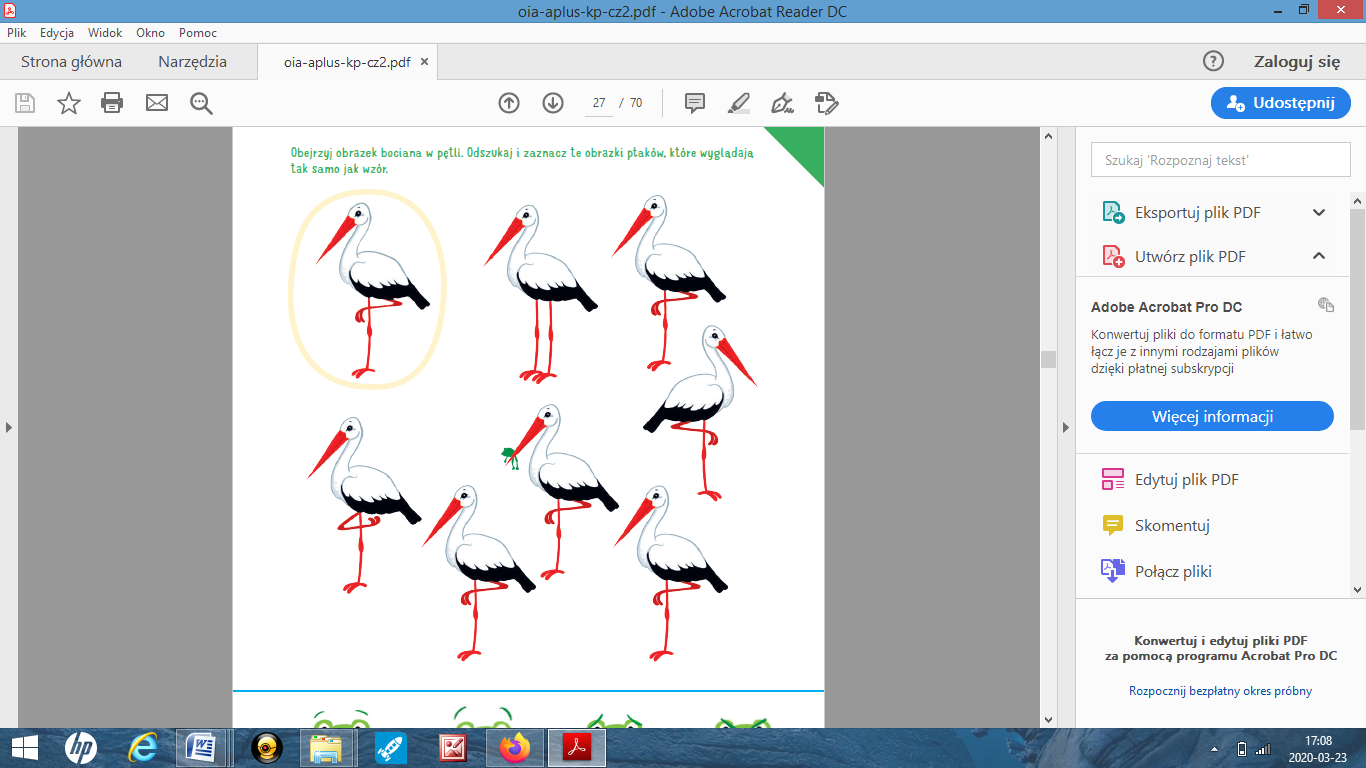 oia-aplus-kp-cz2.pdf - Adobe Acrobat Reader DC
Plik Edycja Widok Okno Pomoc
Strona główna Narzędzia oia-aplus-kp-cz2.pdf × ? Zaloguj się
27 / 70 Udostępnij
Obejrzyj obrazek bociana w pętli. Odszukaj i zaznacz te obrazki ptaków, które wyglądają
tak samo jak wzór.
Szukaj 'Rozpoznaj tekst'
Eksportuj plik PDF
Utwórz plik PDF
Adobe Acrobat Pro DC
Konwertuj pliki do formatu PDF i łatwo
łącz je z innymi rodzajami plików
dzięki płatnej subskrypcji
Więcej informacji
Edytuj plik PDF
Skomentuj
Połącz pliki
Konwertuj i edytuj pliki PDF
za pomocą programu Acrobat Pro DC
Rozpocznij bezpłatny okres próbny
hp
17:08
2020-03-23